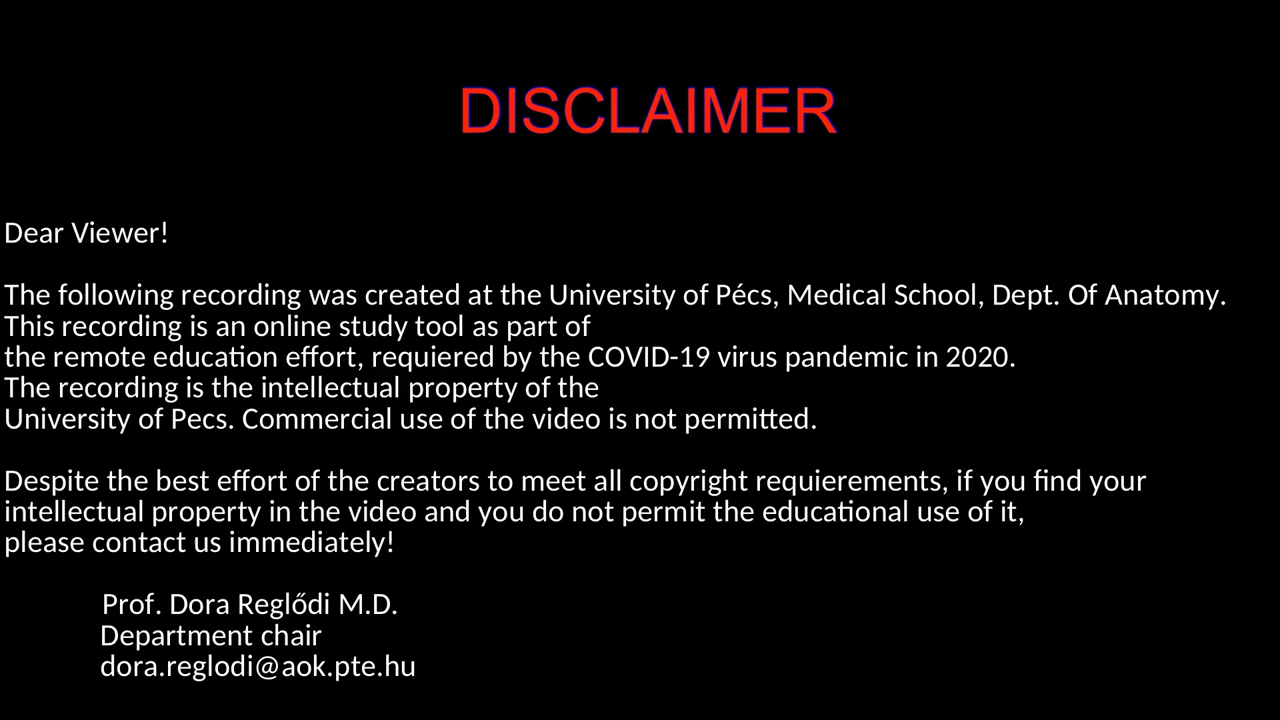 DISCLAIMER
Dear Viewer!
The following recording was created at the University of Pécs, Medical School, Dept. Of Anatomy.
This recording is an online study tool as part of
the remote education effort, requiered by the COVID-19 virus pandemic in 2020.
The recording is the intellectual property of the
University of Pecs. Commercial use of the video is not permitted.
Despite the best effort of the creators to meet all copyright requierements, if you find your
intellectual property in the video and you do not permit the educational use of it,
please contact us immediately!
Prof. Dora Reglődi M.D.
Department chair
dora.reglodi@aok.pte.hu